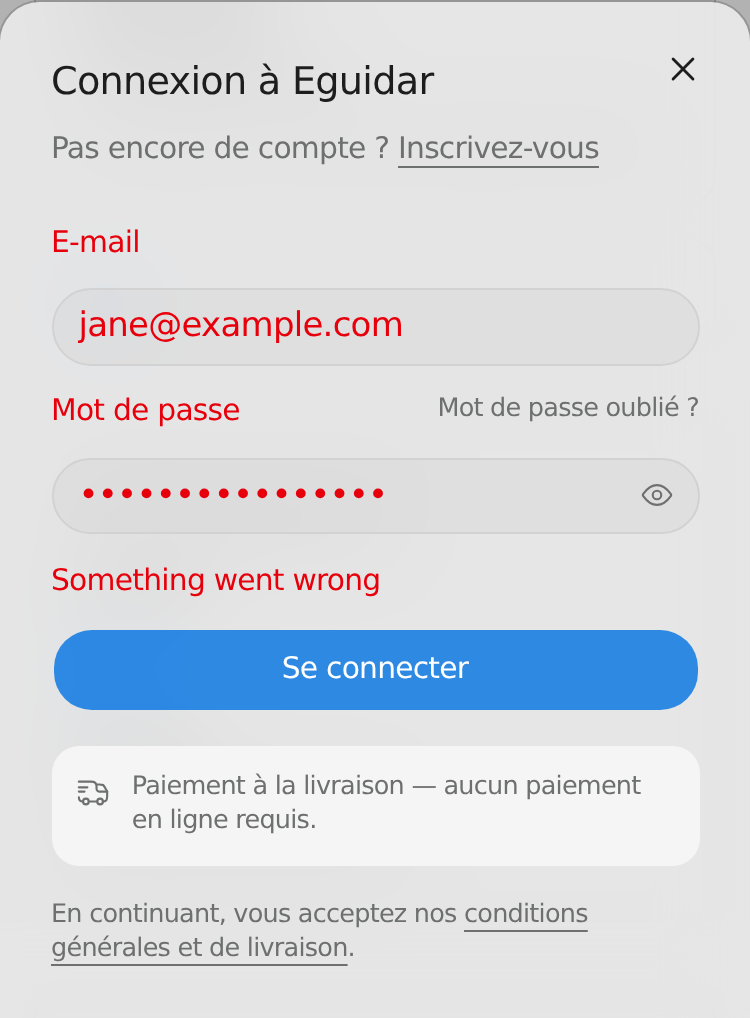 Connexion à Eguidar
Pas encore de compte ? Inscrivez-vous
E-mail
jane@example.com
Mot de passe
Mot de passe oublié ?
••••••••••••••••
Something went wrong
Se connecter
Paiement à la livraison — aucun paiement
en ligne requis.
En continuant, vous acceptez nos conditions
générales et de livraison.